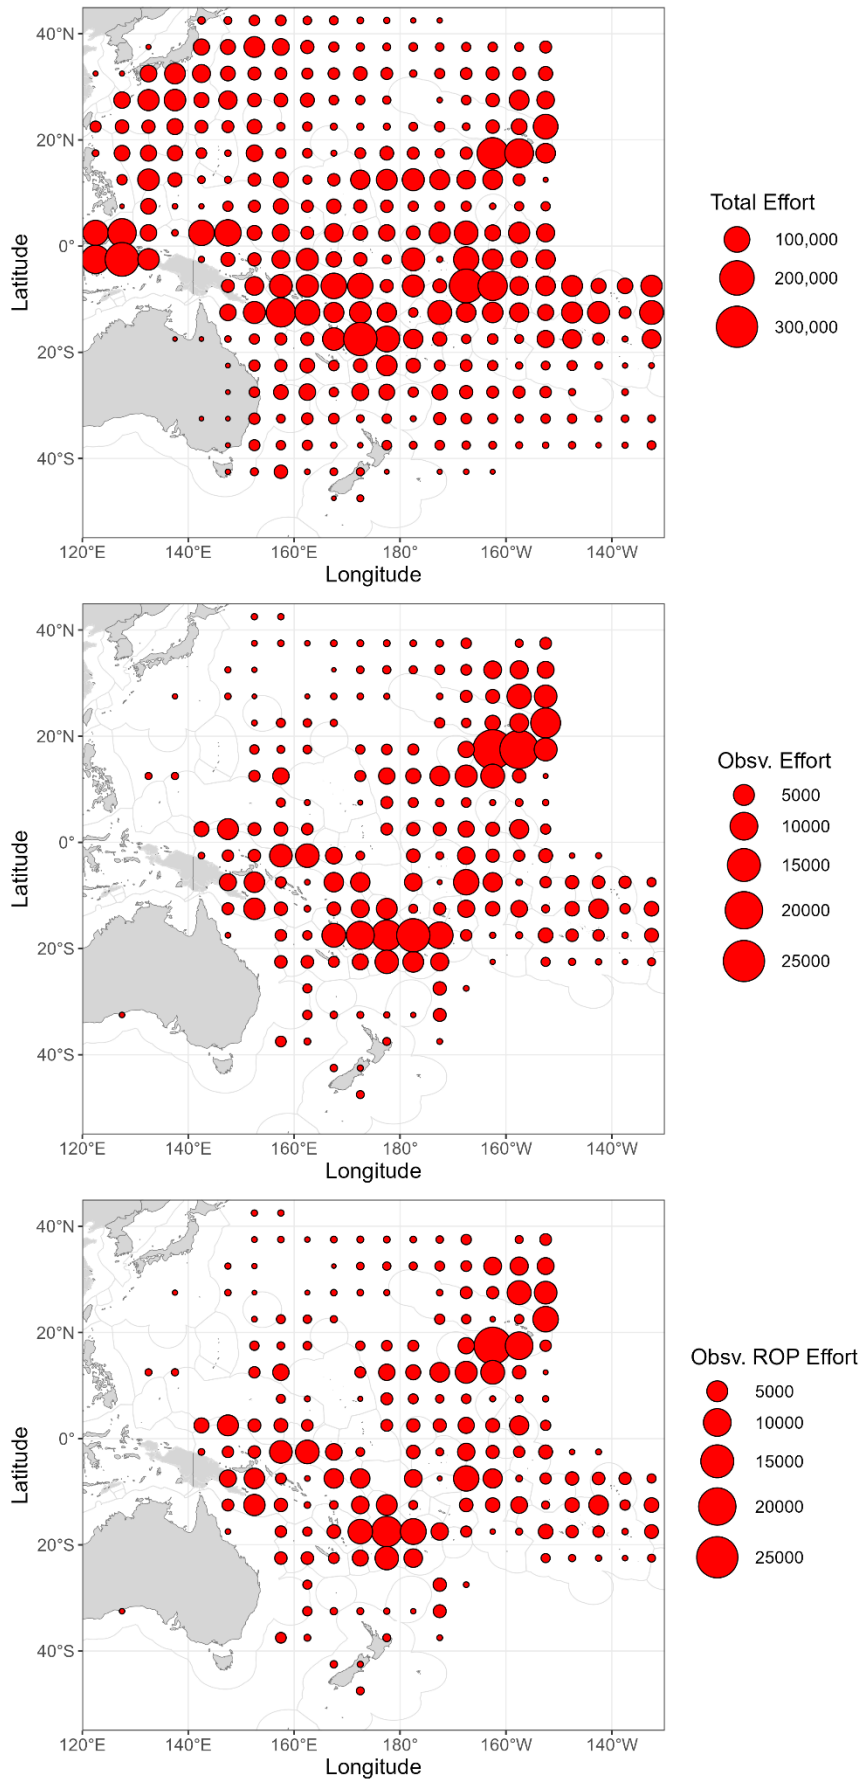 40°N
20°N
0°
20°S
40°S
Latitude
120°E 140°E 160°E 180° 160°W 140°W
Longitude
Total Effort
100,000
200,000
300,000
40°N
20°N
0°
20°S
40°S
Latitude
120°E 140°E 160°E 180° 160°W 140°W
Longitude
Obsv. Effort
5000
10000
15000
20000
25000
40°N
20°N
0°
20°S
40°S
Latitude
120°E 140°E 160°E 180° 160°W 140°W
Longitude
Obsv. ROP Effort
5000
10000
15000
20000
25000